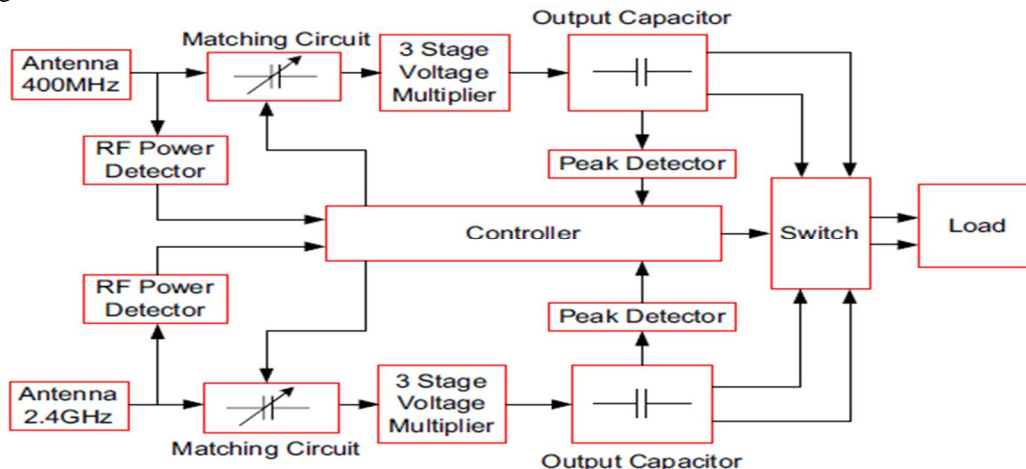 Output Capacitor
Matching Circuit
Antenna
400MHz
3 Stage
Voltage
Multiplier
RF Power
Detector
Peak Detector
Controller
Switch
Load
RF Power
Detector
Peak Detector
Antenna
2.4GHz
3 Stage
Voltage
Multiplier
Matching Circuit
Output Capacitor